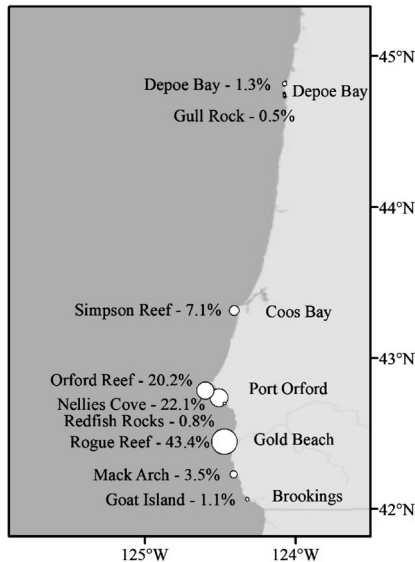 45°N
Depoe Bay - 1.3%
Depoe Bay
Gull Rock - 0.5%
44°N
Simpson Reef - 7.1%
Coos Bay
43°N
Orford Reef - 20.2%
Port Orford
Nellies Cove - 22.1%
Redfish Rocks - 0.8%
Rogue Reef - 43.4%
Gold Beach
Mack Arch - 3.5%
Goat Island - 1.1%
Brookings
42°N
125°W
124°W